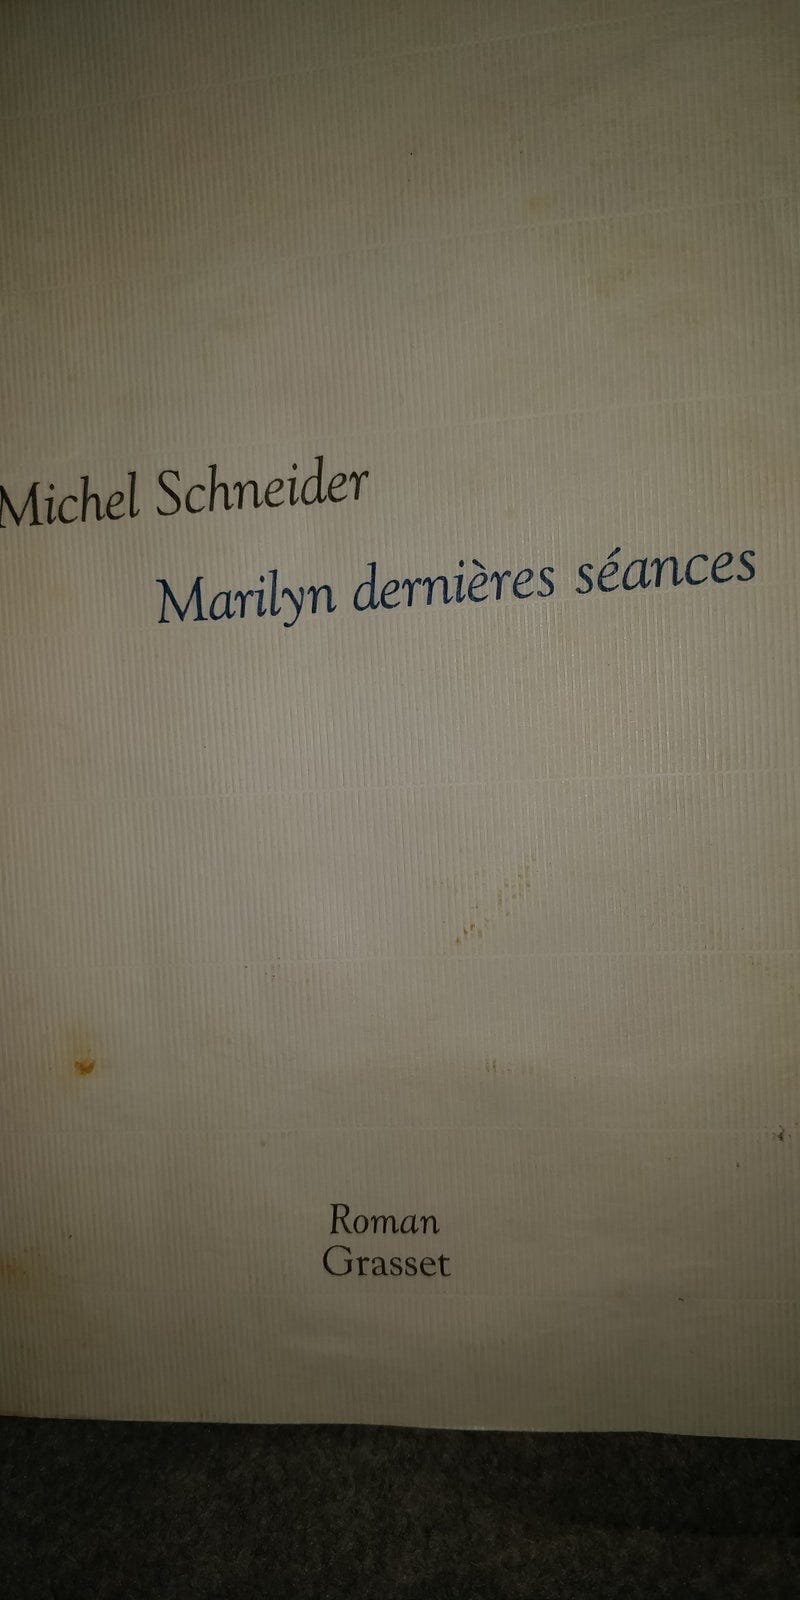 Michel Schneider
Marilyn dernières séances
Roman
Grasset